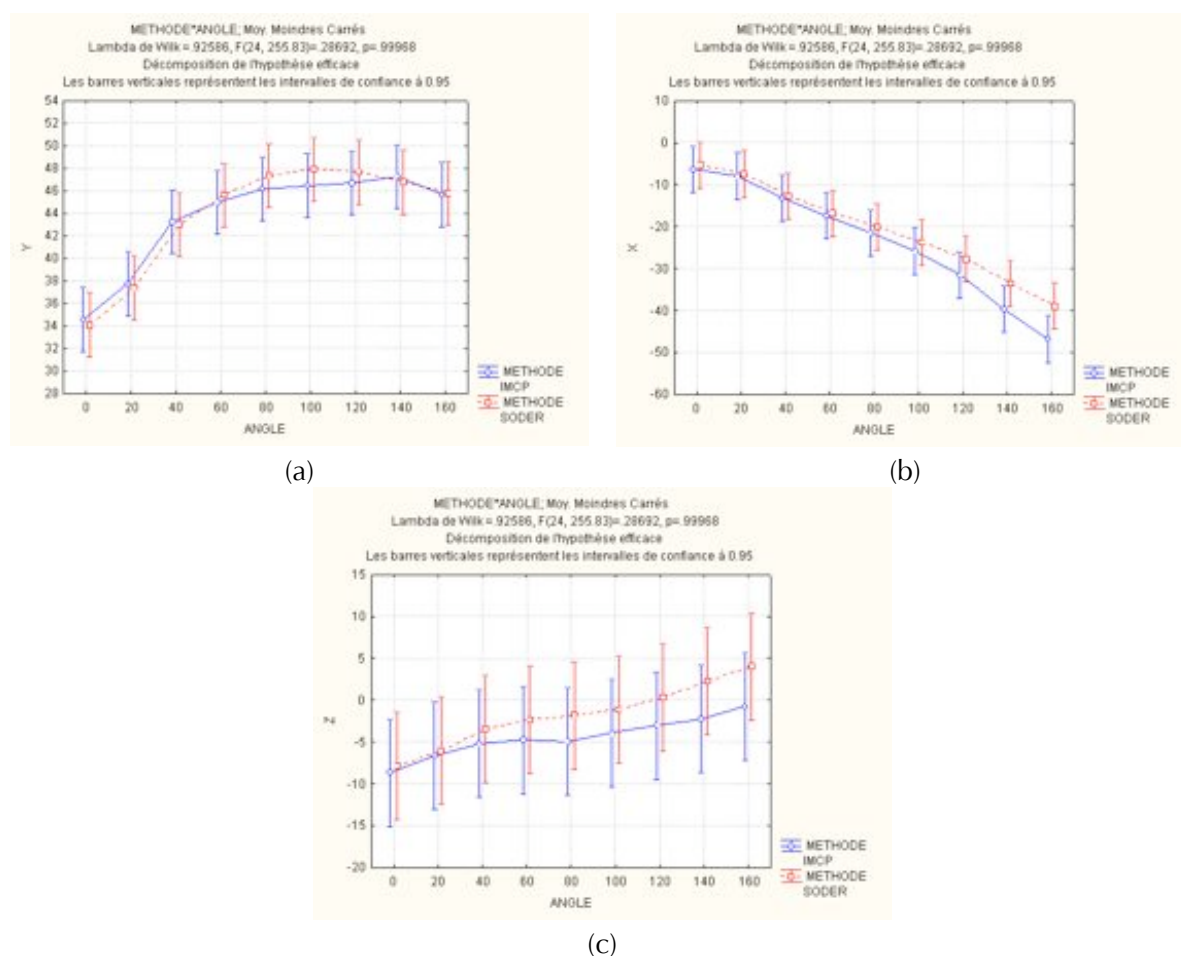 METHODE*ANGLE; Moy. Moindres Carrés
Lambda de Wilk =.92586, F(24, 255.83)=.28692, p=.99968
Décomposition de l'hypothèse efficace
Les barres verticales représentent les intervalles de confiance à 0.95
54
52
50
48
46
44
42
40
38
36
34
32
30
28
Y
0 20 40 60 80 100 120 140 160
ANGLE
METHODE
IMCP
METHODE
SODER
(a)
METHODE*ANGLE; Moy. Moindres Carrés
Lambda de Wilk =.92586, F(24, 255.83)=.28692, p=.99968
Décomposition de l'hypothèse efficace
Les barres verticales représentent les intervalles de confiance à 0.95
10
0
-10
-20
-30
-40
-50
-60
X
0 20 40 60 80 100 120 140 160
ANGLE
METHODE
IMCP
METHODE
SODER
(b)
METHODE*ANGLE; Moy. Moindres Carrés
Lambda de Wilk =.92586, F(24, 255.83)=.28692, p=.99968
Décomposition de l'hypothèse efficace
Les barres verticales représentent les intervalles de confiance à 0.95
15
10
5
0
-5
-10
-15
-20
Z
0 20 40 60 80 100 120 140 160
ANGLE
METHODE
IMCP
METHODE
SODER
(c)